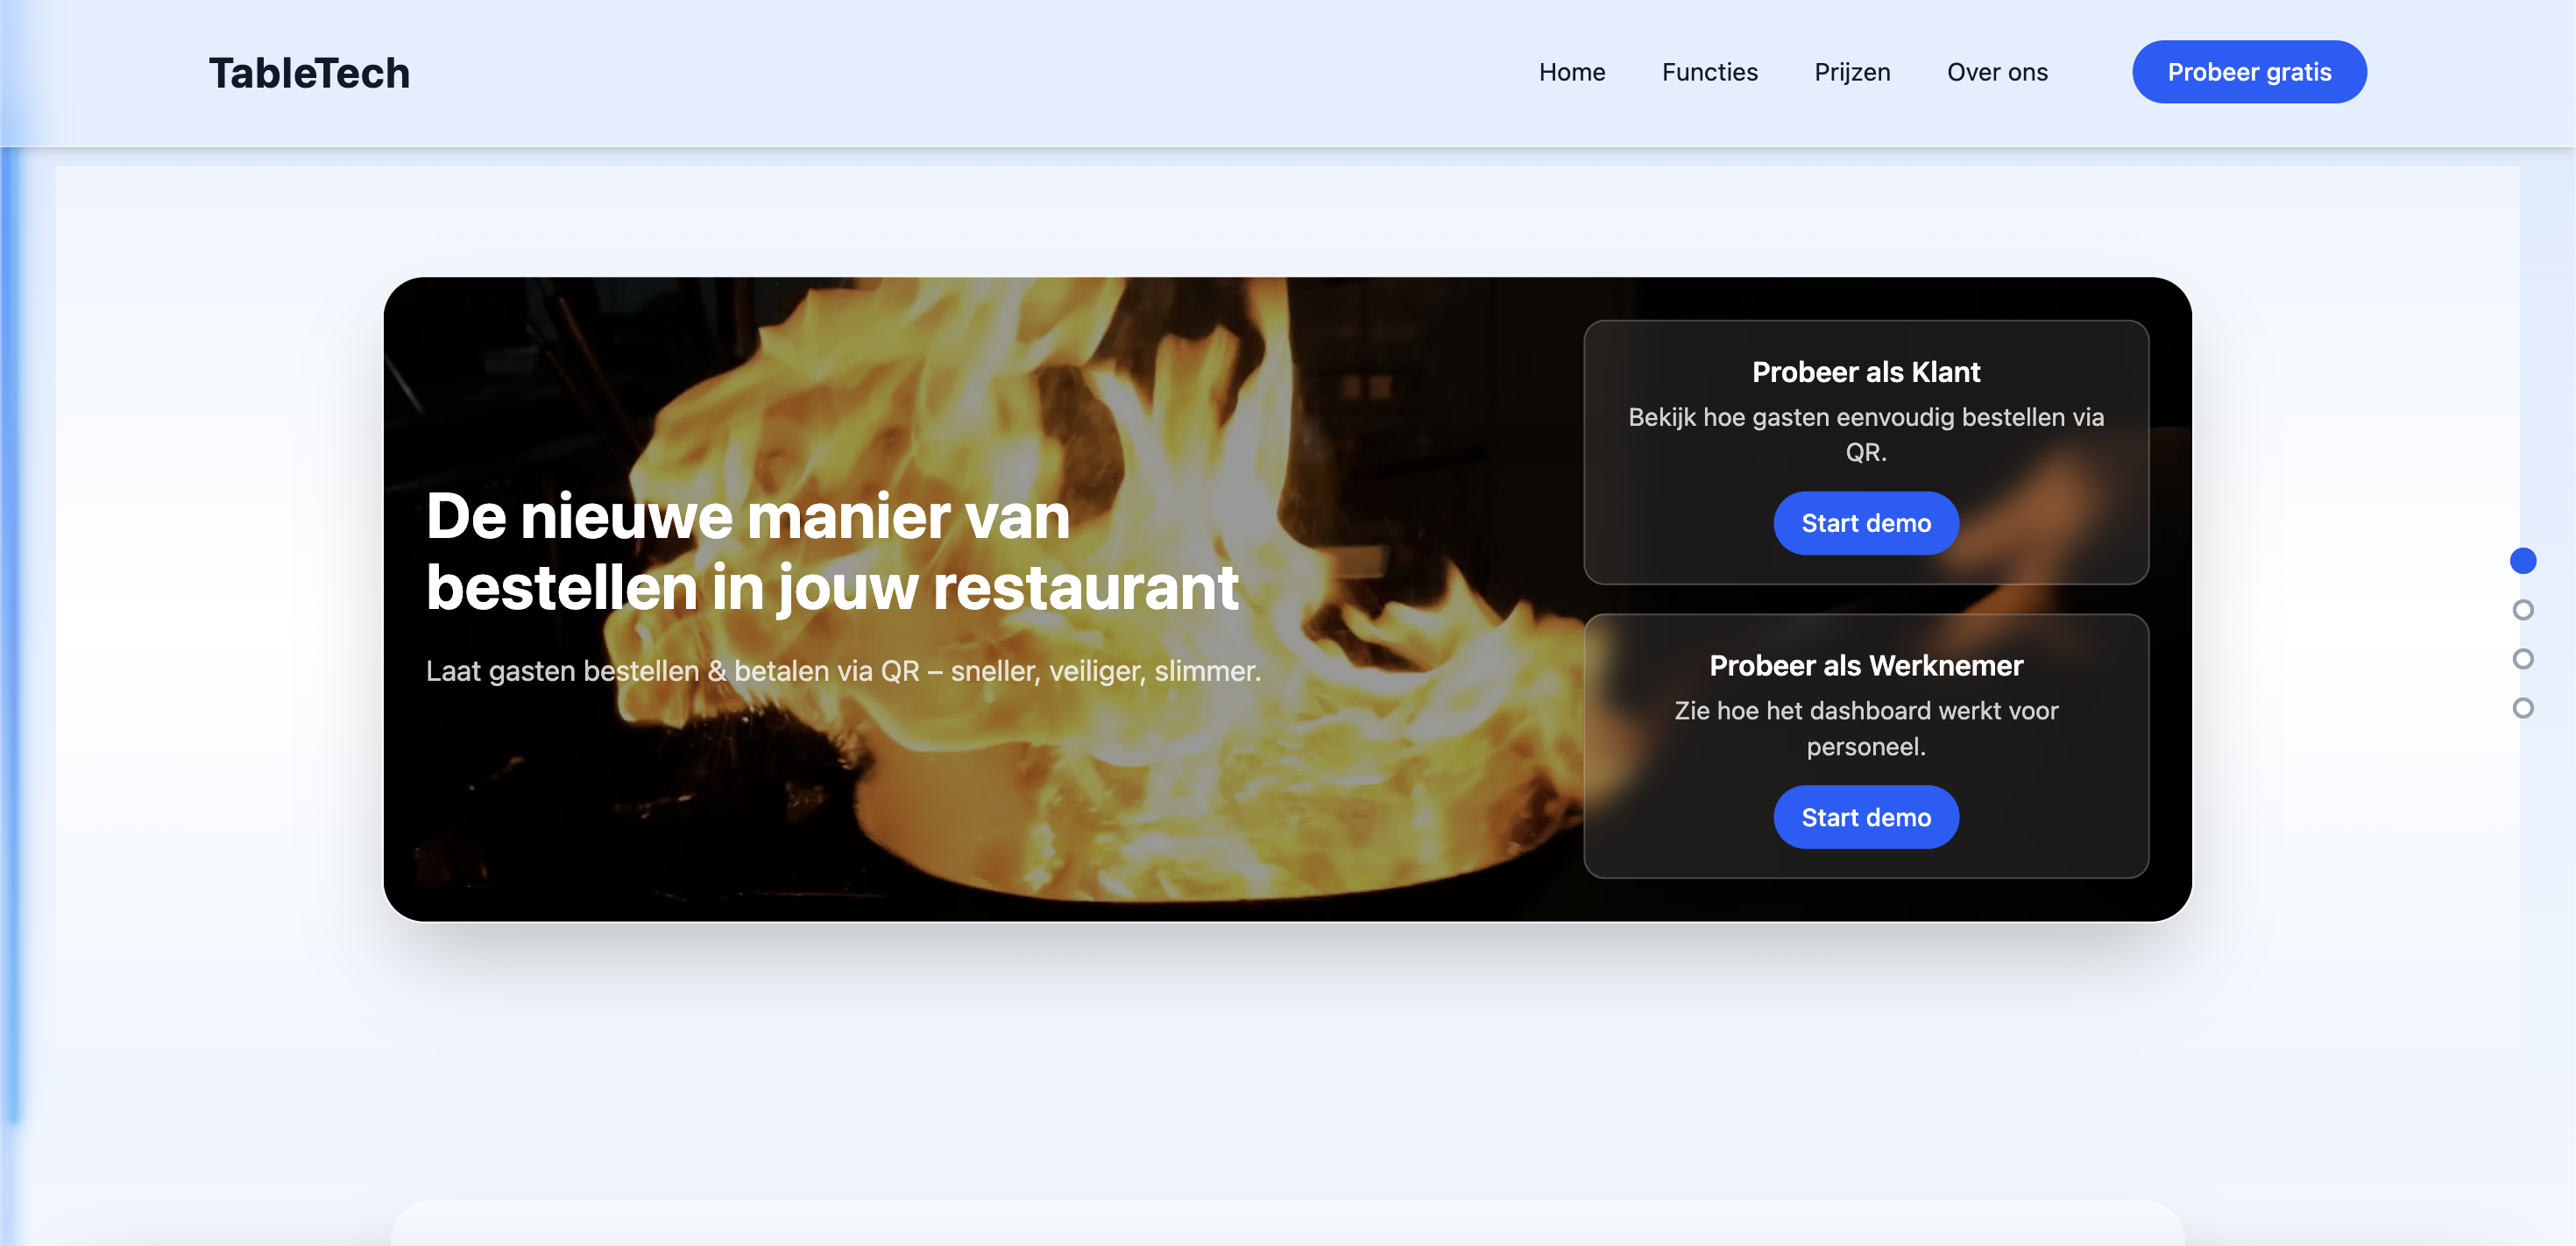 TableTech
Home
Functies
Prijzen
Over ons
Probeer gratis
De nieuwe manier van
bestellen in jouw restaurant
Laat gasten bestellen & betalen via QR – sneller, veiliger, slimmer.
Probeer als Klant
Bekijk hoe gasten eenvoudig bestellen via
QR.
Start demo
Probeer als Werknemer
Zie hoe het dashboard werkt voor
personeel.
Start demo